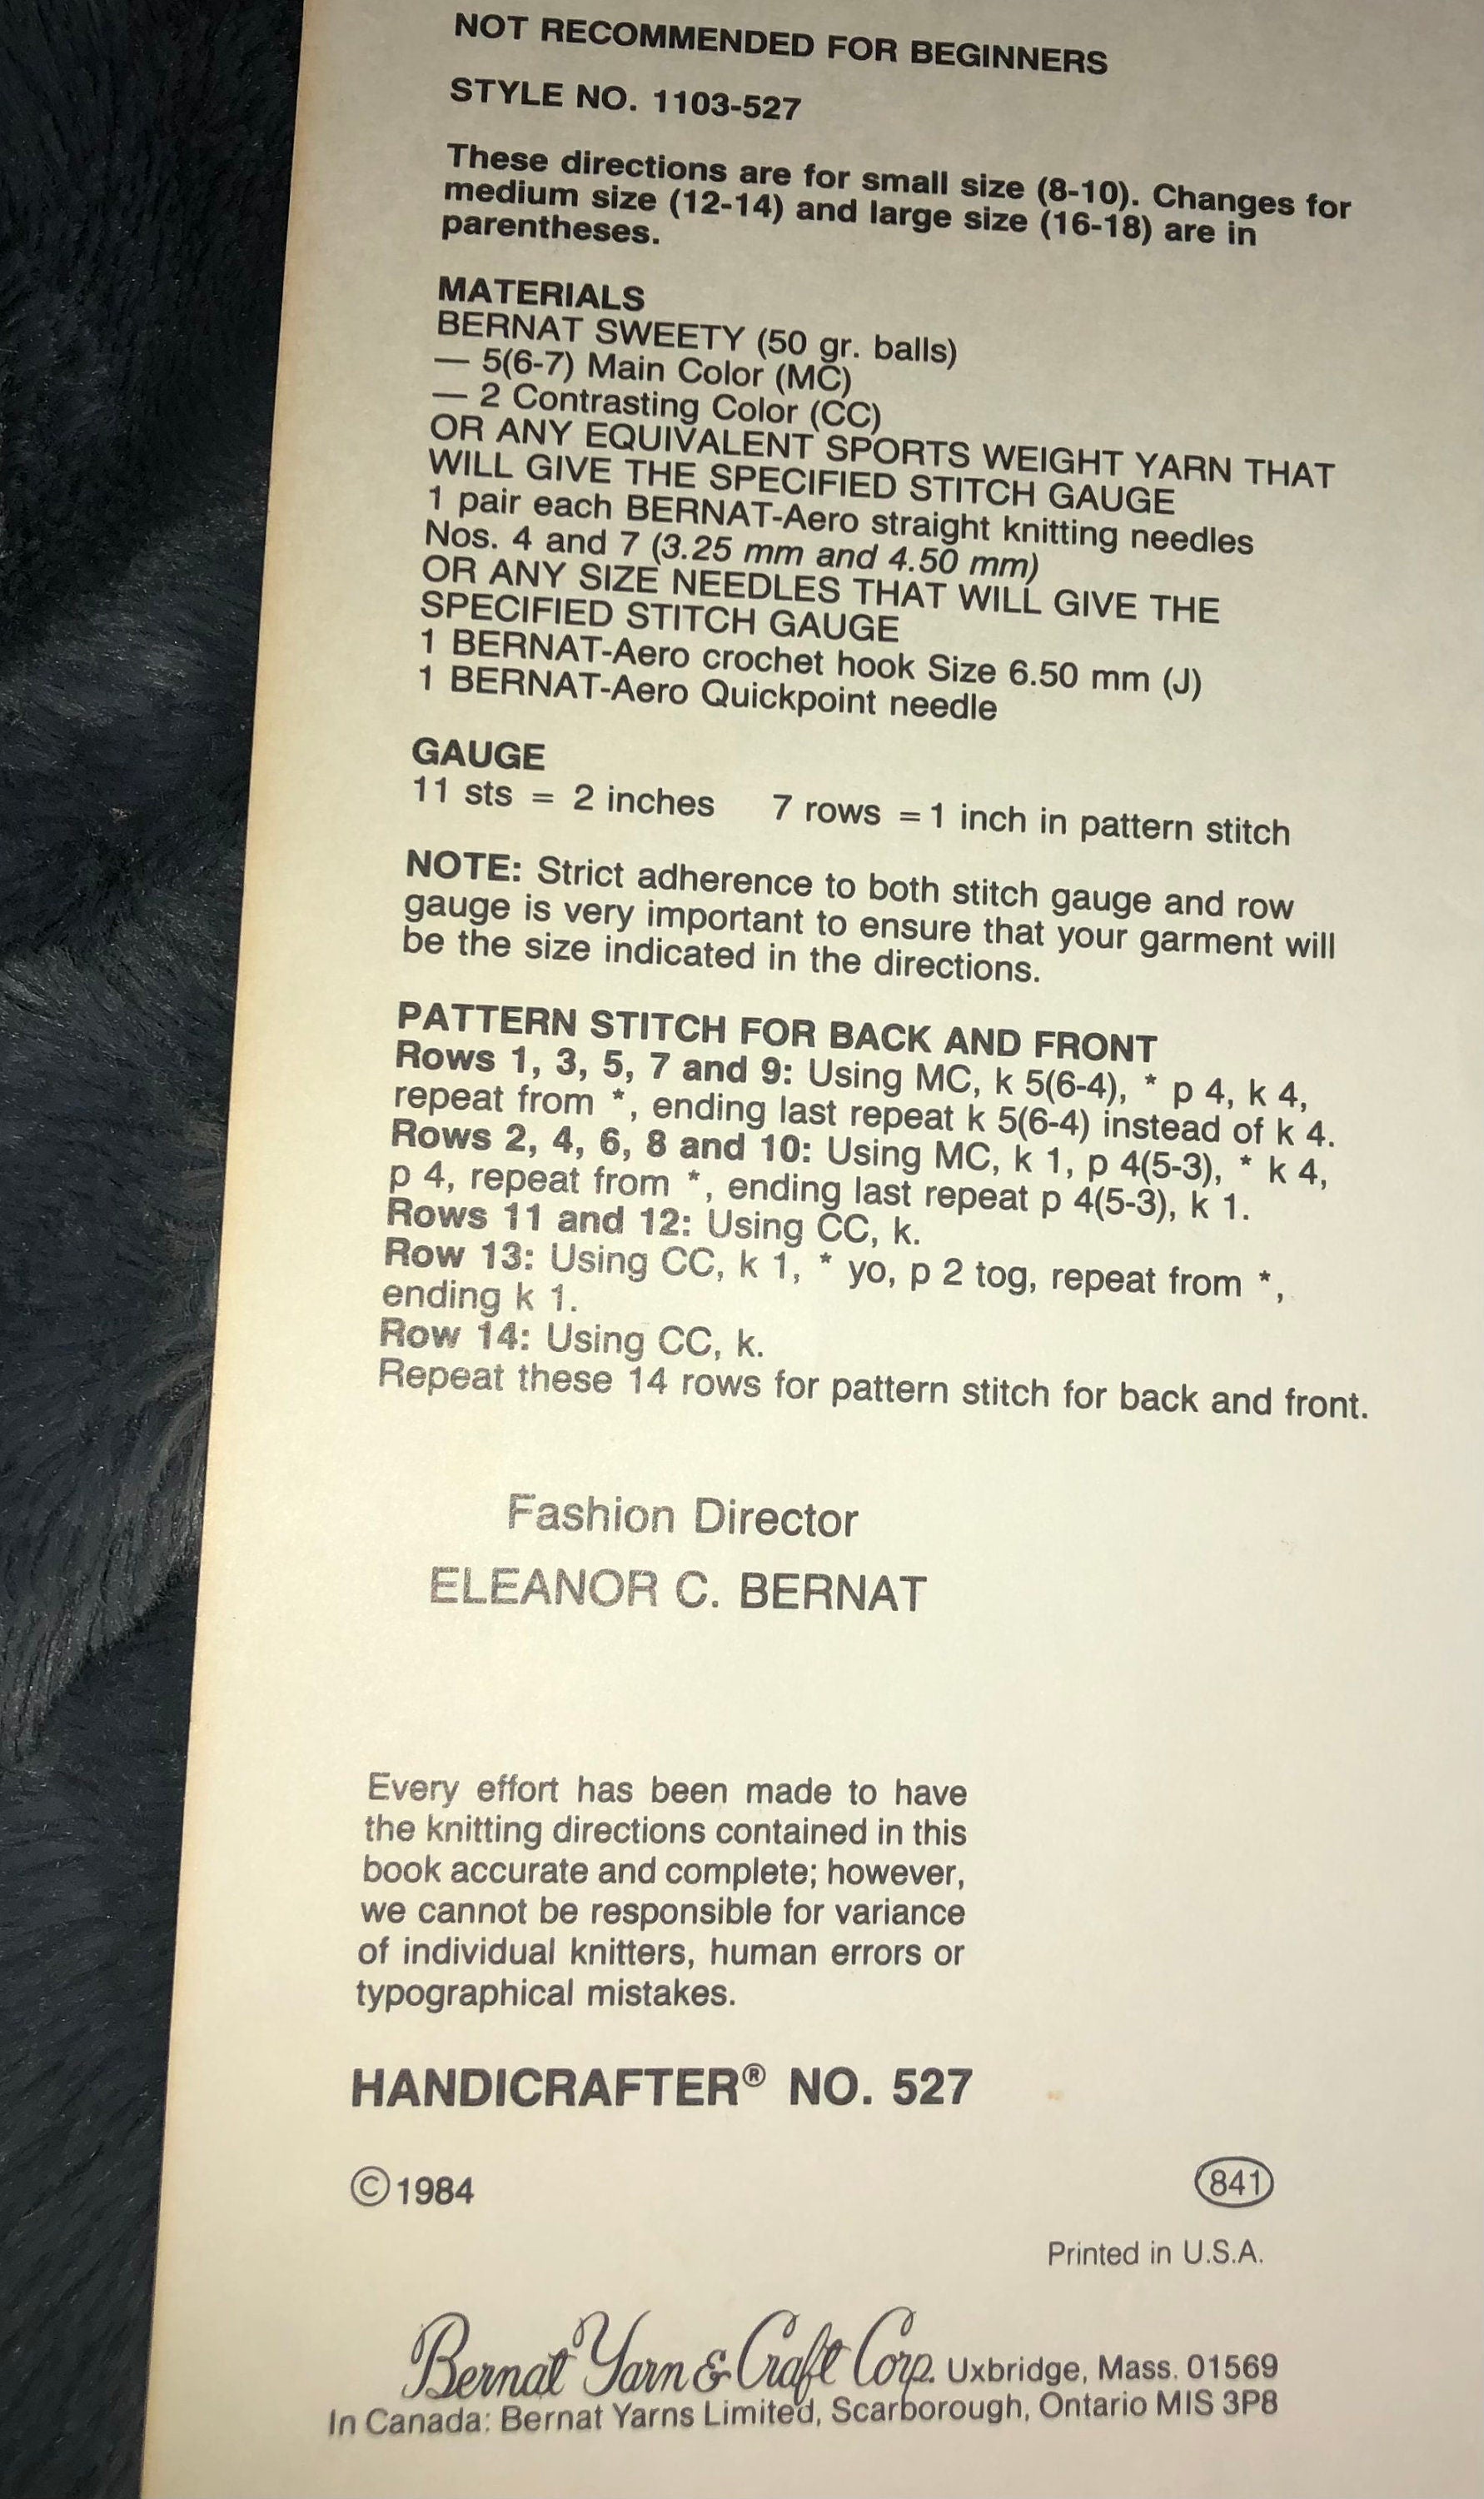 NOT RECOMMENDED FOR BEGINNERS
STYLE NO. 1103-527
These directions are for small size (8-10). Changes for
medium size (12-14) and large size (16-18) are in
parentheses.
MATERIALS
BERNAT SWEETY (50 gr. balls)
— 5(6-7) Main Color (MC)
— 2 Contrasting Color (CC)
OR ANY EQUIVALENT SPORTS WEIGHT YARN THAT
WILL GIVE THE SPECIFIED STITCH GAUGE
1 pair each BERNAT-Aero straight knitting needles
Nos. 4 and 7 (3.25 mm and 4.50 mm)
OR ANY SIZE NEEDLES THAT WILL GIVE THE
SPECIFIED STITCH GAUGE
1 BERNAT-Aero crochet hook Size 6.50 mm (J)
1 BERNAT-Aero Quickpoint needle
GAUGE
11 sts = 2 inches 7 rows = 1 inch in pattern stitch
NOTE: Strict adherence to both stitch gauge and row
gauge is very important to ensure that your garment will
be the size indicated in the directions.
PATTERN STITCH FOR BACK AND FRONT
Rows 1, 3, 5, 7 and 9: Using MC, k 5(6-4), * p 4, k 4,
repeat from *, ending last repeat k 5(6-4) instead of k 4.
Rows 2, 4, 6, 8 and 10: Using MC, k 1, p 4(5-3), * k 4,
p 4, repeat from *, ending last repeat p 4(5-3), k 1.
Rows 11 and 12: Using CC, k.
Row 13: Using CC, k 1, * yo, p 2 tog, repeat from *,
ending k 1.
Row 14: Using CC, k.
Repeat these 14 rows for pattern stitch for back and front.
Fashion Director
ELEANOR C. BERNAT
Every effort has been made to have
the knitting directions contained in this
book accurate and complete; however,
we cannot be responsible for variance
of individual knitters, human errors or
typographical mistakes.
HANDICRAFTER® NO. 527
©1984
841
Printed in U.S.A.
Bernat Yarn & Craft Corp. Uxbridge, Mass. 01569
In Canada: Bernat Yarns Limited, Scarborough, Ontario MIS 3P8